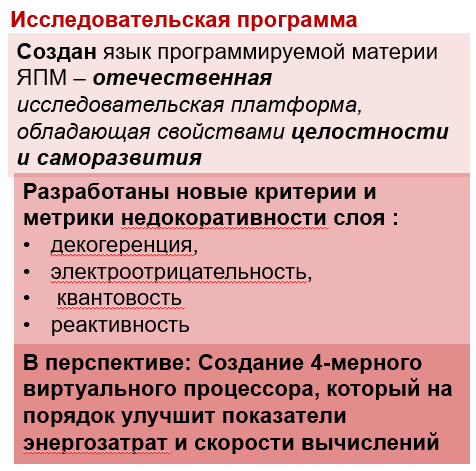 Исследовательская программа
Создан язык программируемой материи
ЯПМ – отечественная
исследовательская платформа,
обладающая свойствами целостности
и саморазвития
Разработаны новые критерии и
метрики недокоративности слоя :
• декогеренция,
• электроотрицательность,
• квантовость
• реактивность
В перспективе: Создание 4-мерного
виртуального процессора, который на
порядок улучшит показатели
энергозатрат и скорости вычислений